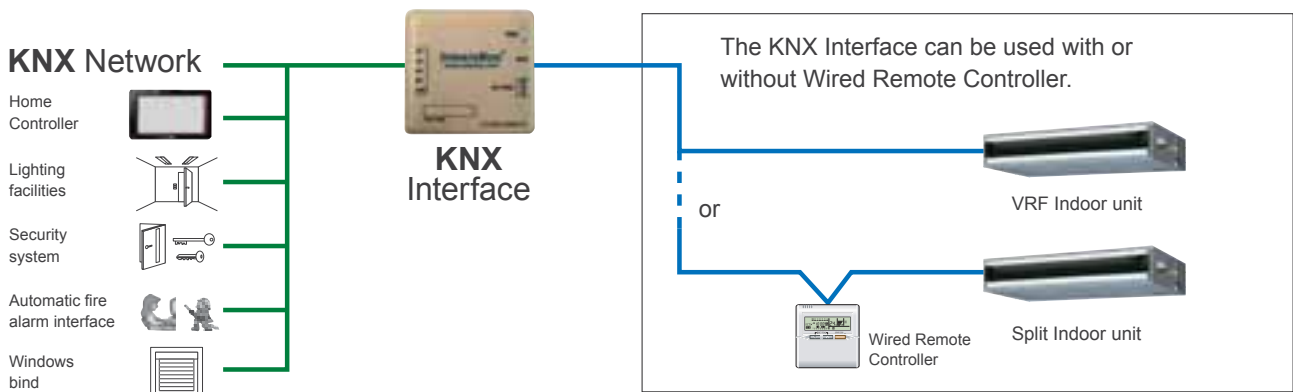 KNX Network
Home
Controller
Lighting
facilities
Security
system
Automatic fire
alarm interface
Windows
bind
KNX
Interface
The KNX Interface can be used with or
without Wired Remote Controller.
or
VRF Indoor unit
Wired Remote
Controller
Split Indoor unit